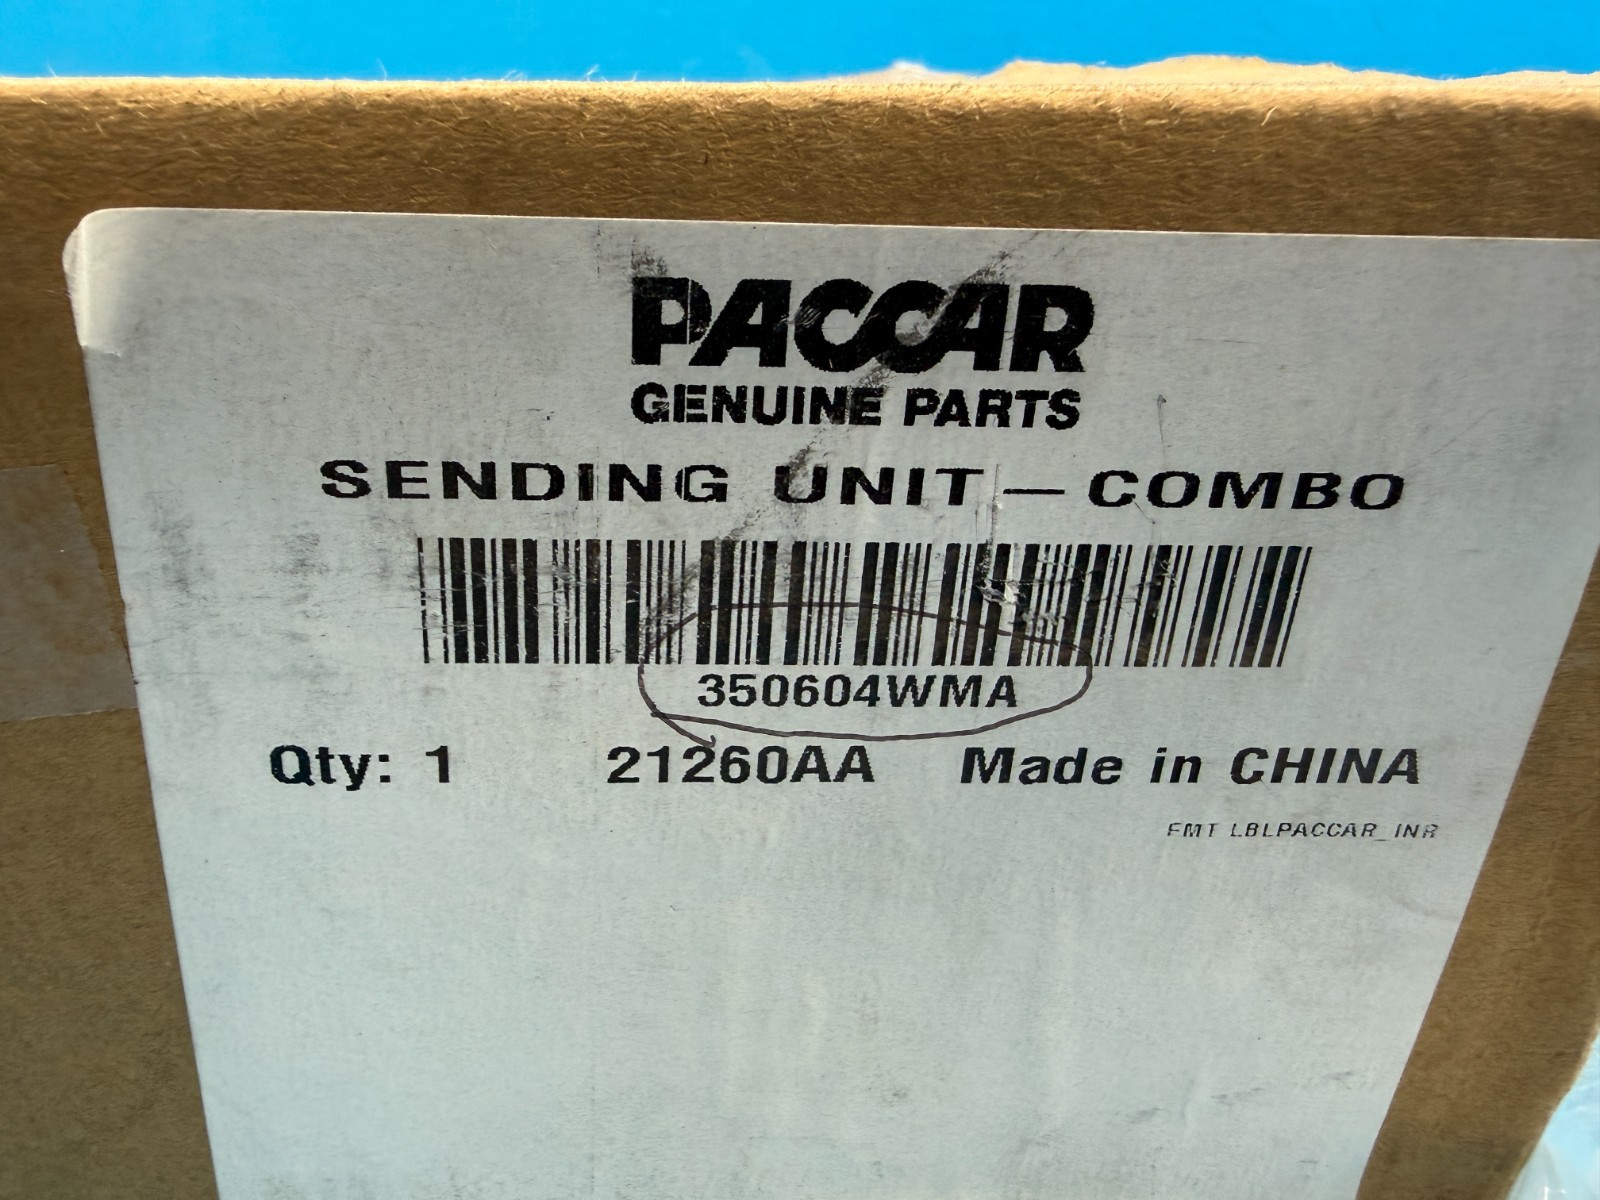 PACCAR
GENUINE PARTS
SENDING UNIT-COMBO
350604WMA
Qty: 1 21260AA Made in CHINA
FMT LBLPACCAR_INR